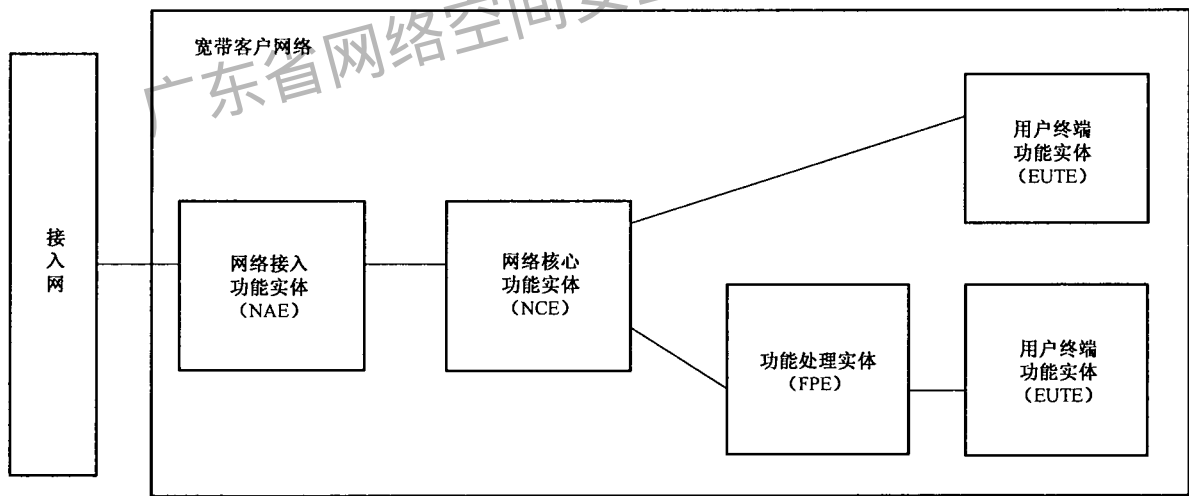 宽带客户网络
广东省网络空间安全
接
入
网
网络接入
功能实体
(NAE)
网络核心
功能实体
(NCE)
用户终端
功能实体
(EUTE)
功能处理实体
(FPE)
用户终端
功能实体
(EUTE)